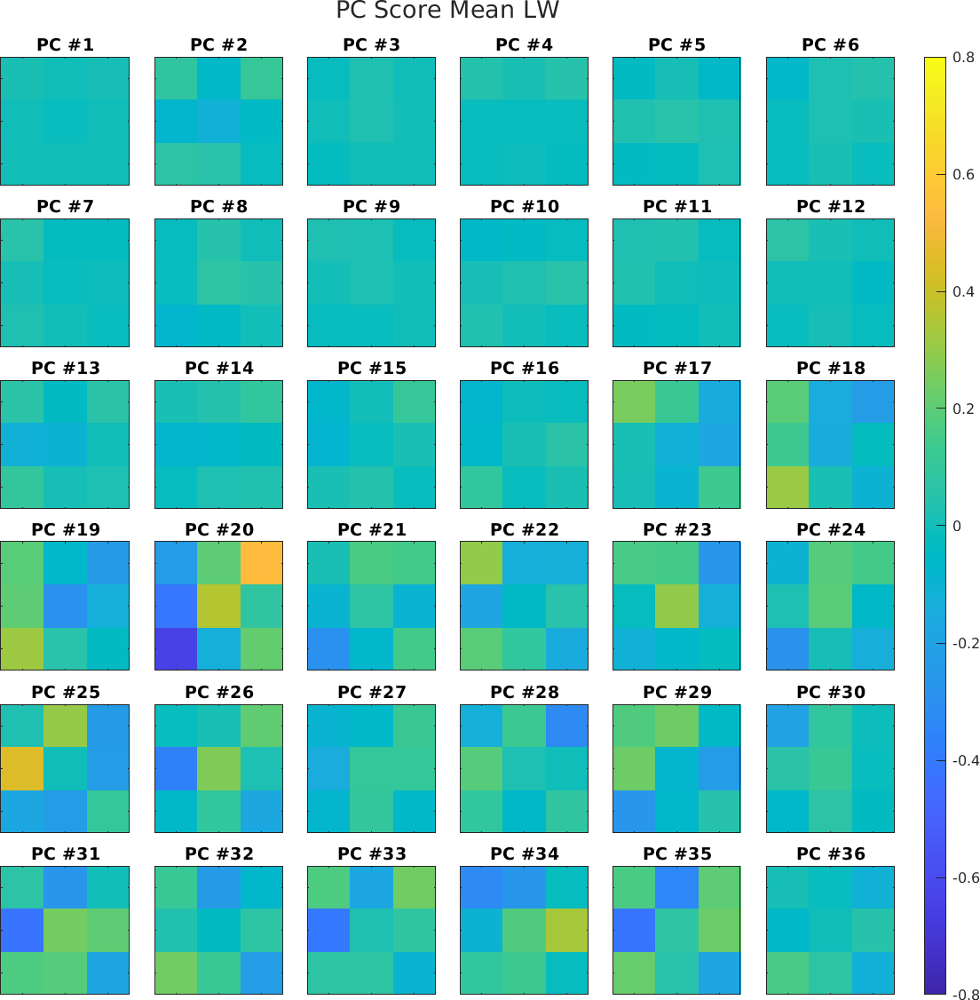 PC Score Mean LW
PC #1 PC #2 PC #3 PC #4 PC #5 PC #6
0.8
0.6
PC #7 PC #8 PC #9 PC #10 PC #11 PC #12
0.4
PC #13 PC #14 PC #15 PC #16 PC #17 PC #18
0.2
0
PC #19 PC #20 PC #21 PC #22 PC #23 PC #24
-0.2
PC #25 PC #26 PC #27 PC #28 PC #29 PC #30
-0.4
PC #31 PC #32 PC #33 PC #34 PC #35 PC #36
-0.6
-0.8